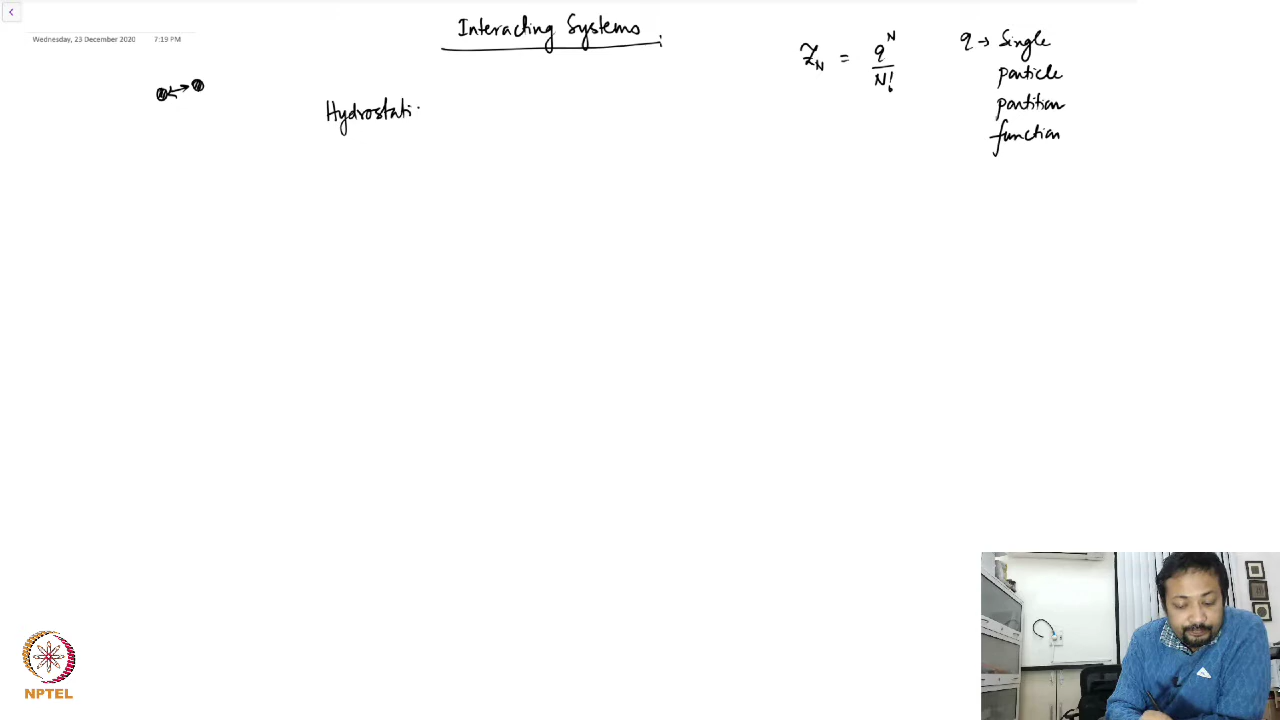 Interacting Systems
Wednesday, 23 December 2020 7:19 PM
Z_N = q^N / N!
q → Single
particle
partition
function
Hydrostati
NPTEL